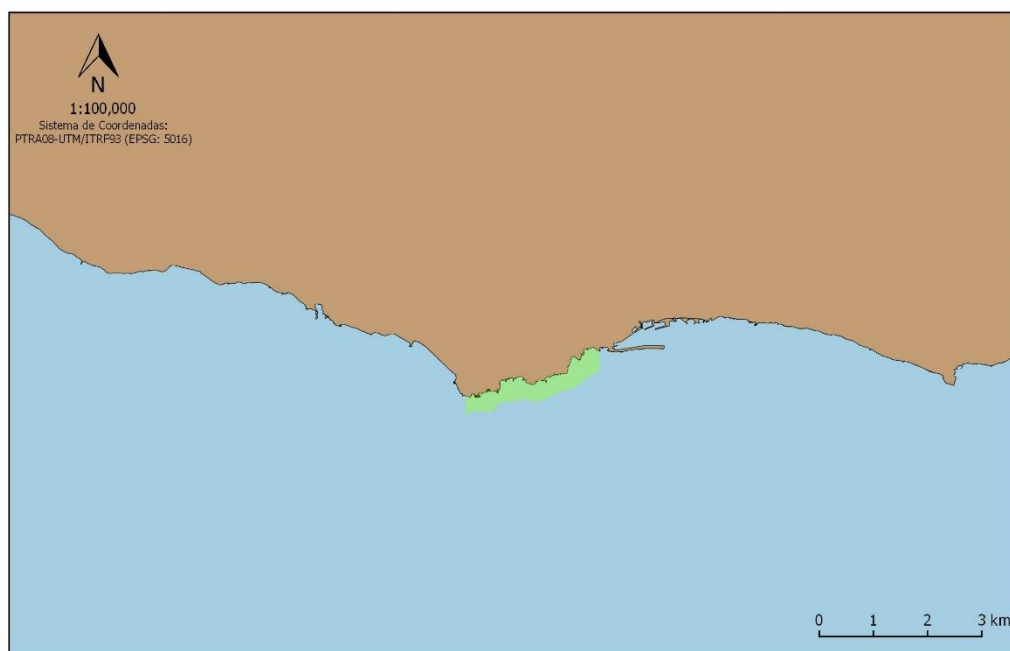 N
1:100,000
Sistema de Coordenadas:
PTRA08-UTM/ITRF93 (EPSG: 5016)
0 1 2 3 km